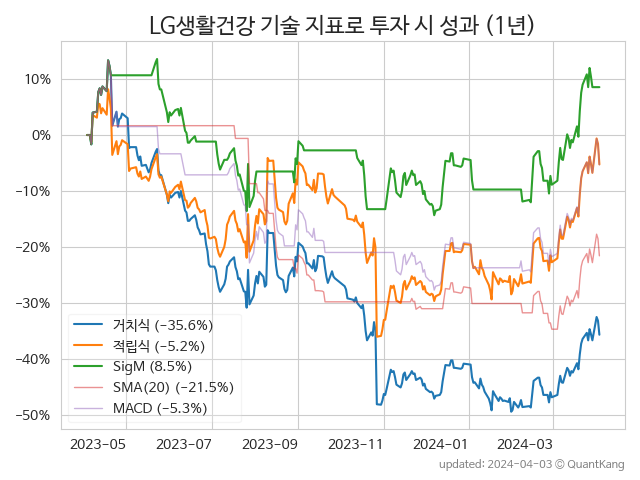 LG생활건강 기술 지표로 투자 시 성과 (1년)
10%
0%
−10%
−20%
−30%
−40%
−50%
거치식 (−35.6%)
적립식 (−5.2%)
SigM (8.5%)
SMA(20) (−21.5%)
MACD (−5.3%)
2023-05 2023-07 2023-09 2023-11 2024-01 2024-03
updated: 2024-04-03 © QuantKang